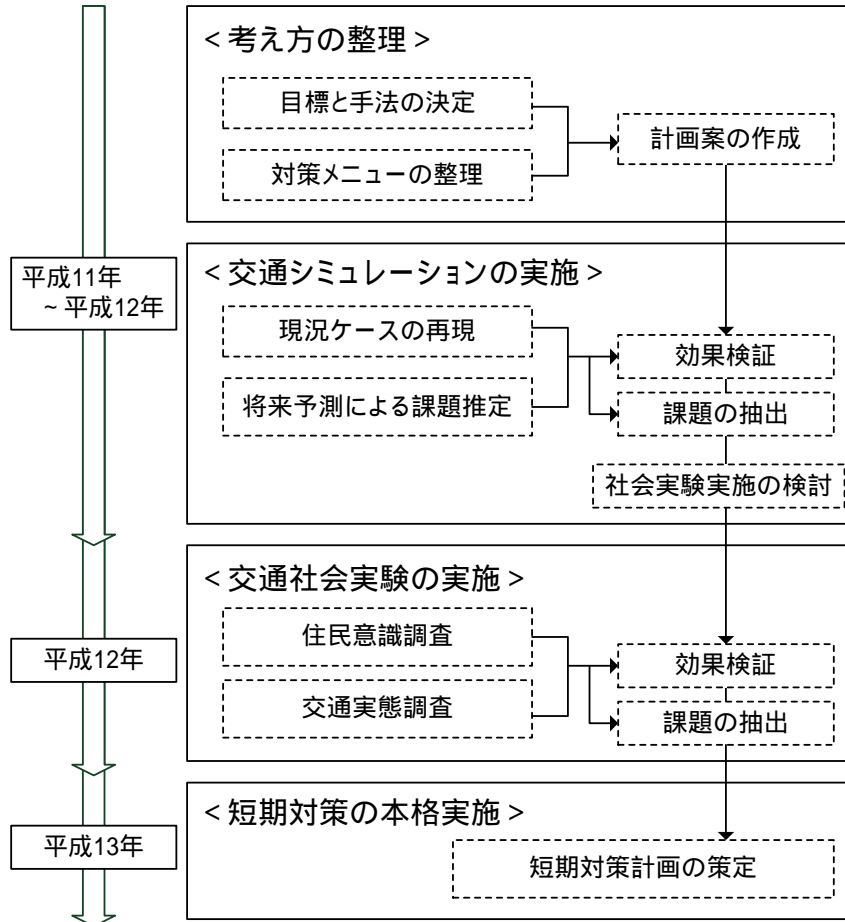 ＜考え方の整理＞
目標と手法の決定
対策メニューの整理
計画案の作成
平成11年
～平成12年
＜交通シミュレーションの実施＞
現況ケースの再現
将来予測による課題推定
効果検証
課題の抽出
社会実験実施の検討
平成12年
＜交通社会実験の実施＞
住民意識調査
交通実態調査
効果検証
課題の抽出
平成13年
＜短期対策の本格実施＞
短期対策計画の策定